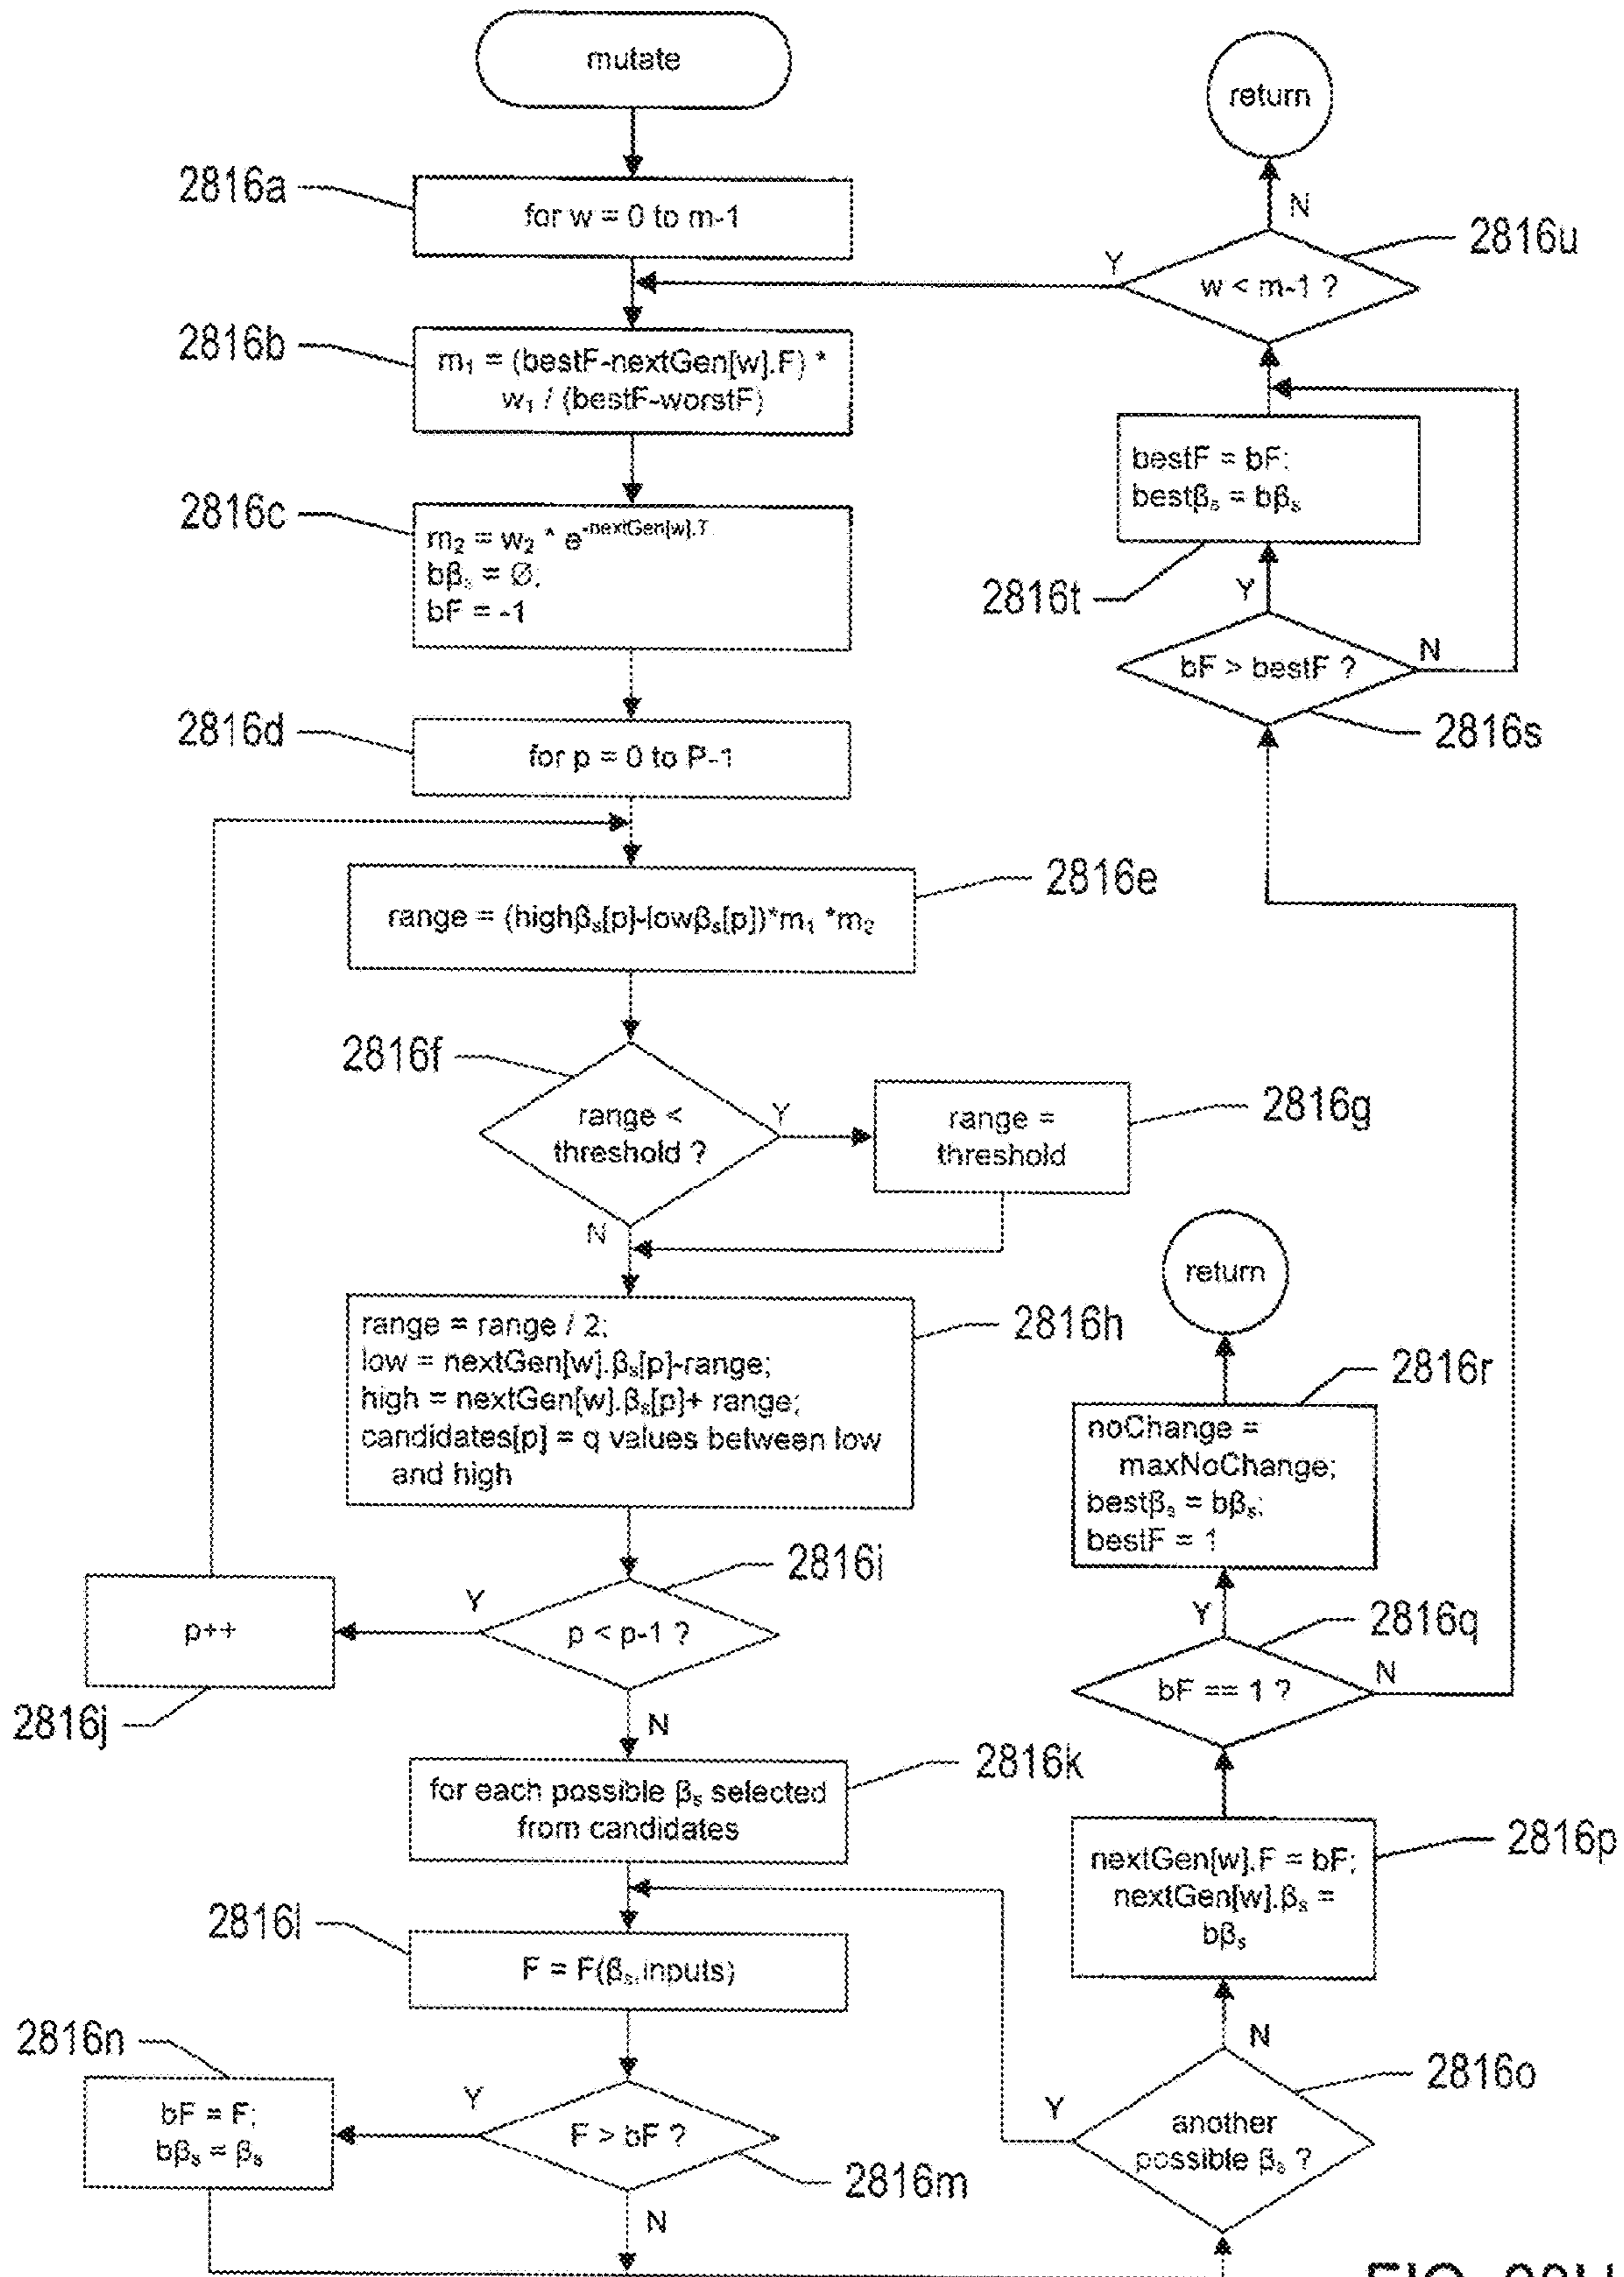 mutate
2816a
for w = 0 to m-1
2816b
m₁ = (bestF-nextGen[w].F) *
w₁ / (bestF-worstF)
2816c
m₂ = w₂ * e^-nextGen[w].T
bβₛ = Ø;
bF = -1
2816d
for p = 0 to P-1
2816e
range = (highβₛ[p]-lowβₛ[p])*m₁ *m₂
2816f
range <
threshold ?
Y
N
2816g
range =
threshold
2816h
range = range / 2;
low = nextGen[w].βₛ[p]-range;
high = nextGen[w].βₛ[p]+ range;
candidates[p] = q values between low
and high
2816i
p < p-1 ?
Y
N
p++
2816j
2816k
for each possible βₛ selected
from candidates
2816l
F = F(βₛ,inputs)
2816m
F > bF ?
Y
N
2816n
bF = F;
bβₛ = βₛ
2816o
another
possible βₛ ?
Y
N
2816p
nextGen[w].F = bF;
nextGen[w].βₛ =
bβₛ
2816q
bF == 1 ?
Y
N
2816r
noChange =
maxNoChange;
bestβₛ = bβₛ;
bestF = 1
return
2816s
bF > bestF ?
Y
N
2816t
bestF = bF;
bestβₛ = bβₛ
2816u
w < m-1 ?
Y
N
return